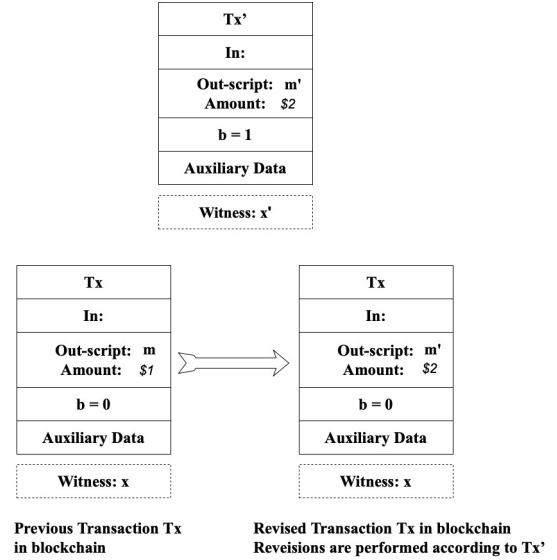 Tx’
In:
Out-script: m'
Amount: $2
b = 1
Auxiliary Data
Witness: x'
Tx
In:
Out-script: m
Amount: $1
b = 0
Auxiliary Data
Witness: x
Previous Transaction Tx
in blockchain
Tx
In:
Out-script: m'
Amount: $2
b = 0
Auxiliary Data
Witness: x
Revised Transaction Tx in blockchain
Reveisions are performed according to Tx’